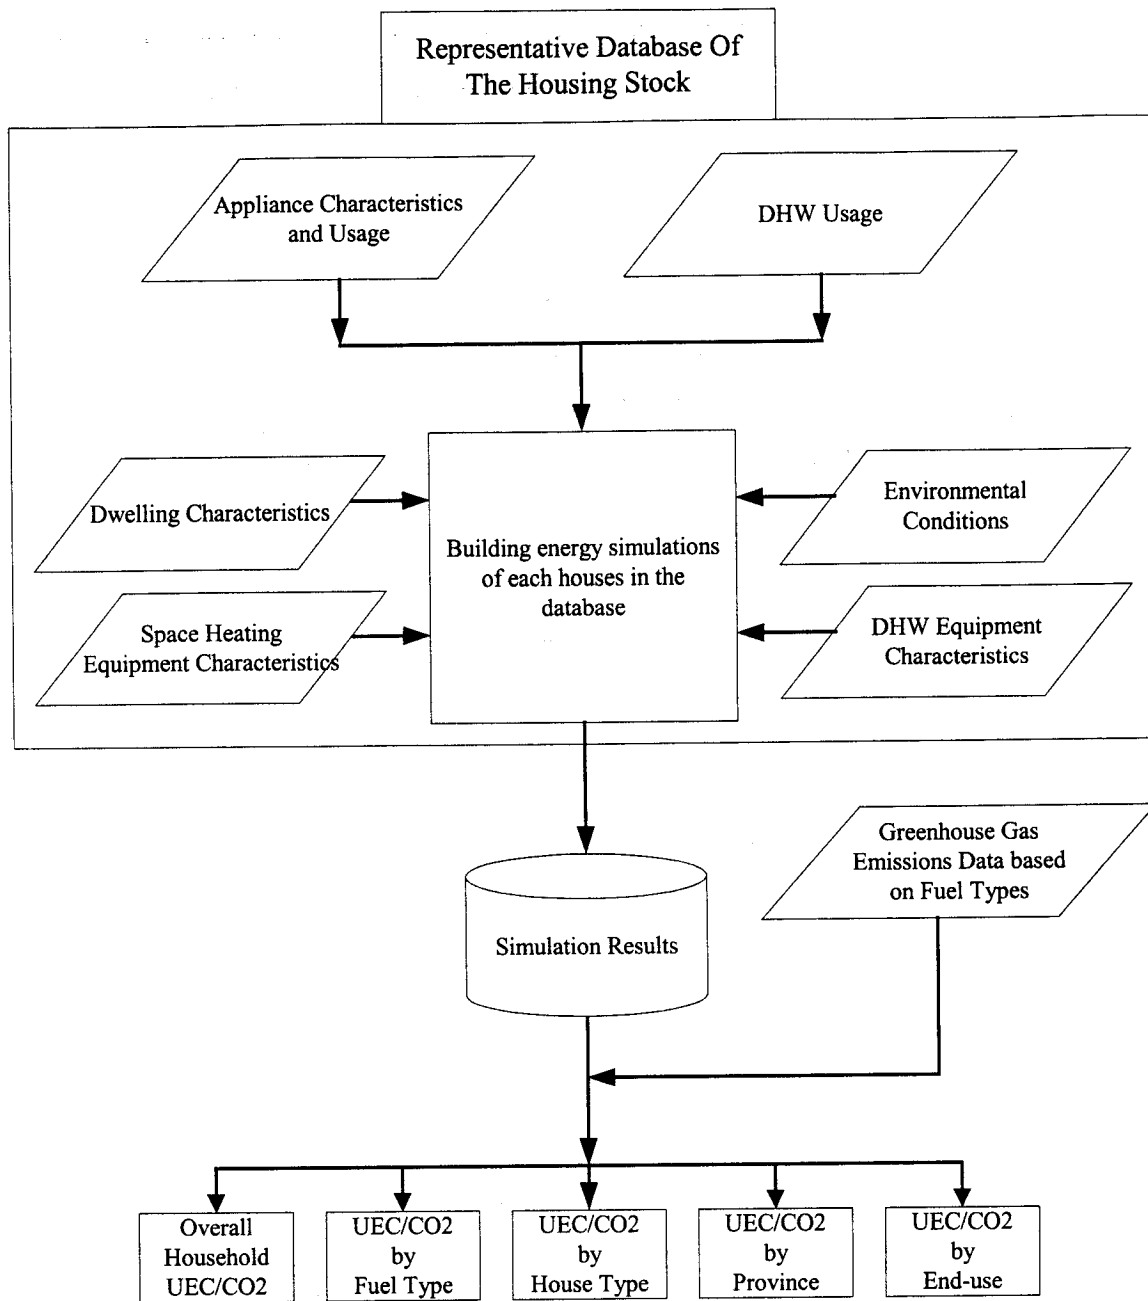 Representative Database Of
The Housing Stock
Appliance Characteristics
and Usage
DHW Usage
Dwelling Characteristics
Environmental
Conditions
Building energy simulations
of each houses in the
database
Space Heating
Equipment Characteristics
DHW Equipment
Characteristics
Greenhouse Gas
Emissions Data based
on Fuel Types
Simulation Results
Overall
Household
UEC/CO2
UEC/CO2
by
Fuel Type
UEC/CO2
by
House Type
UEC/CO2
by
Province
UEC/CO2
by
End-use